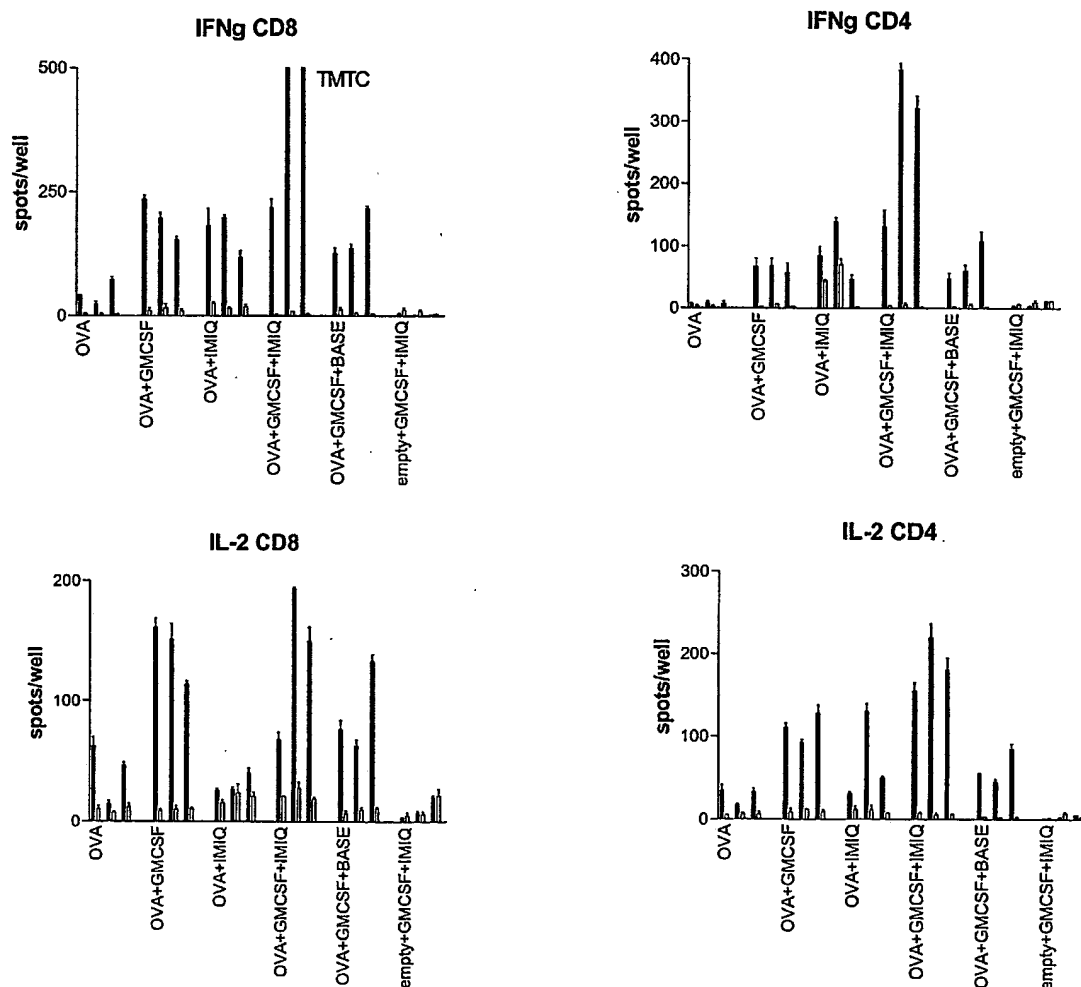 IFNg CD8
500
TMTC
250
0
spots/well
OVA
OVA+GMCSF
OVA+IMIQ
OVA+GMCSF+IMIQ
OVA+GMCSF+BASE
empty+GMCSF+IMIQ
IFNg CD4
400
300
200
100
0
spots/well
OVA
OVA+GMCSF
OVA+IMIQ
OVA+GMCSF+IMIQ
OVA+GMCSF+BASE
empty+GMCSF+IMIQ
IL-2 CD8
200
100
0
spots/well
OVA
OVA+GMCSF
OVA+IMIQ
OVA+GMCSF+IMIQ
OVA+GMCSF+BASE
empty+GMCSF+IMIQ
IL-2 CD4
300
200
100
0
spots/well
OVA
OVA+GMCSF
OVA+IMIQ
OVA+GMCSF+IMIQ
OVA+GMCSF+BASE
empty+GMCSF+IMIQ